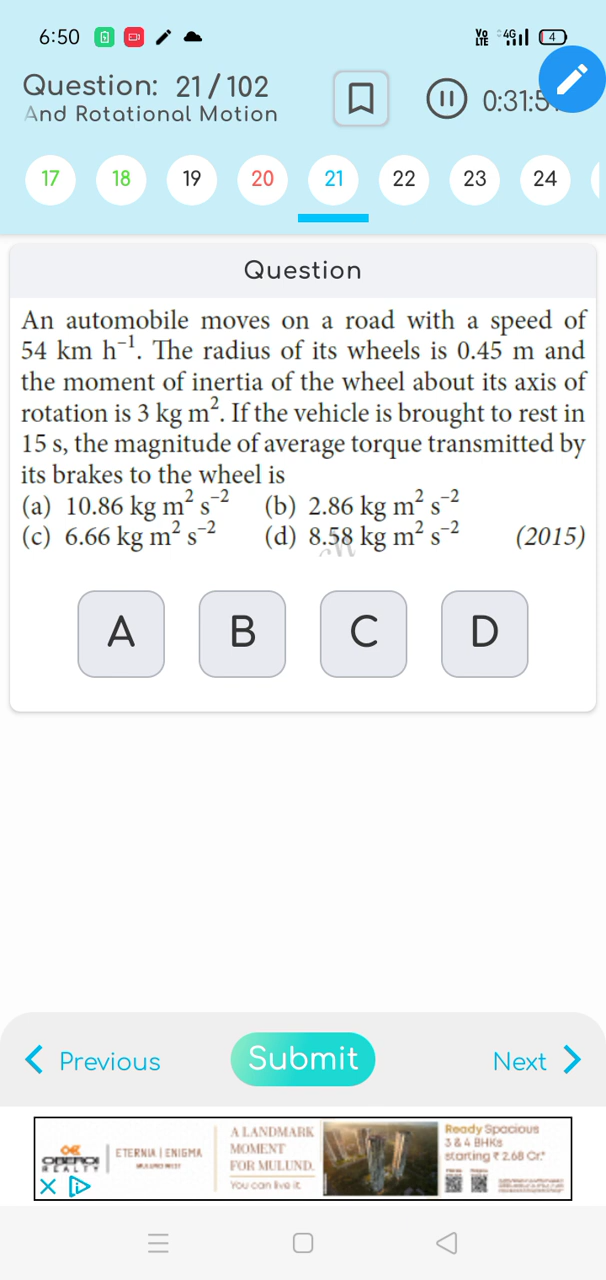 6:50 Vo LTE 4G 4
Question: 21 / 102
And Rotational Motion
0:31:5
17 18 19 20 21 22 23 24
Question
An automobile moves on a road with a speed of
54 km h⁻¹. The radius of its wheels is 0.45 m and
the moment of inertia of the wheel about its axis of
rotation is 3 kg m². If the vehicle is brought to rest in
15 s, the magnitude of average torque transmitted by
its brakes to the wheel is
(a) 10.86 kg m² s⁻² (b) 2.86 kg m² s⁻²
(c) 6.66 kg m² s⁻² (d) 8.58 kg m² s⁻² (2015)
A B C D
Previous Submit Next
OBEROI REALTY
ETERNIA | ENIGMA
A LANDMARK
MOMENT
FOR MULUND.
You can live it.
Ready Spacious
3 & 4 BHKs
starting ₹ 2.68 Cr.*